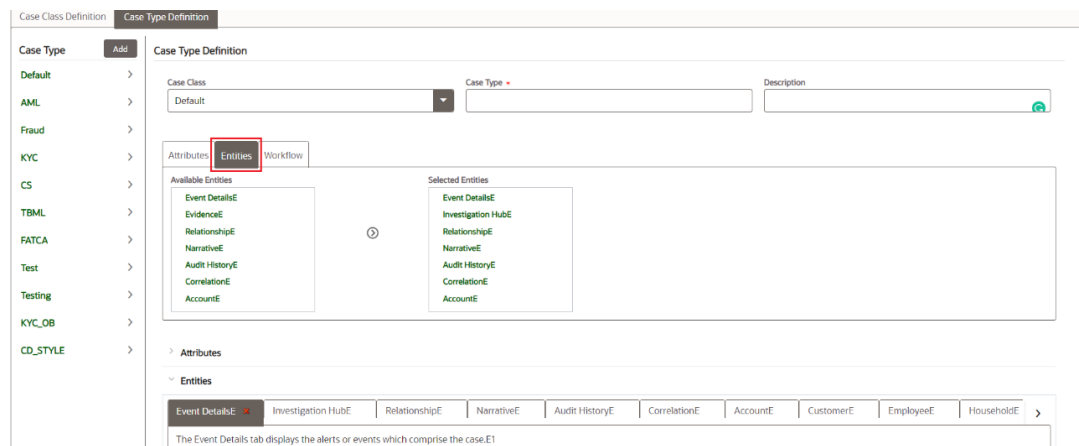 Case Class Definition Case Type Definition
Case Type Add
Default
AML
Fraud
KYC
CS
TBML
FATCA
Test
Testing
KYC_OB
CD_STYLE
Case Type Definition
Case Class Case Type Description
Default
Attributes Entities Workflow
Available Entities Selected Entities
Event DetailsE Event DetailsE
EvidenceE Investigation HubE
RelationshipE RelationshipE
NarrativeE NarrativeE
Audit HistoryE Audit HistoryE
CorrelationE CorrelationE
AccountE AccountE
Attributes
Entities
Event DetailsE Investigation HubE RelationshipE NarrativeE Audit HistoryE CorrelationE AccountE CustomerE EmployeeE HouseholdE
The Event Details tab displays the alerts or events which comprise the case.E1